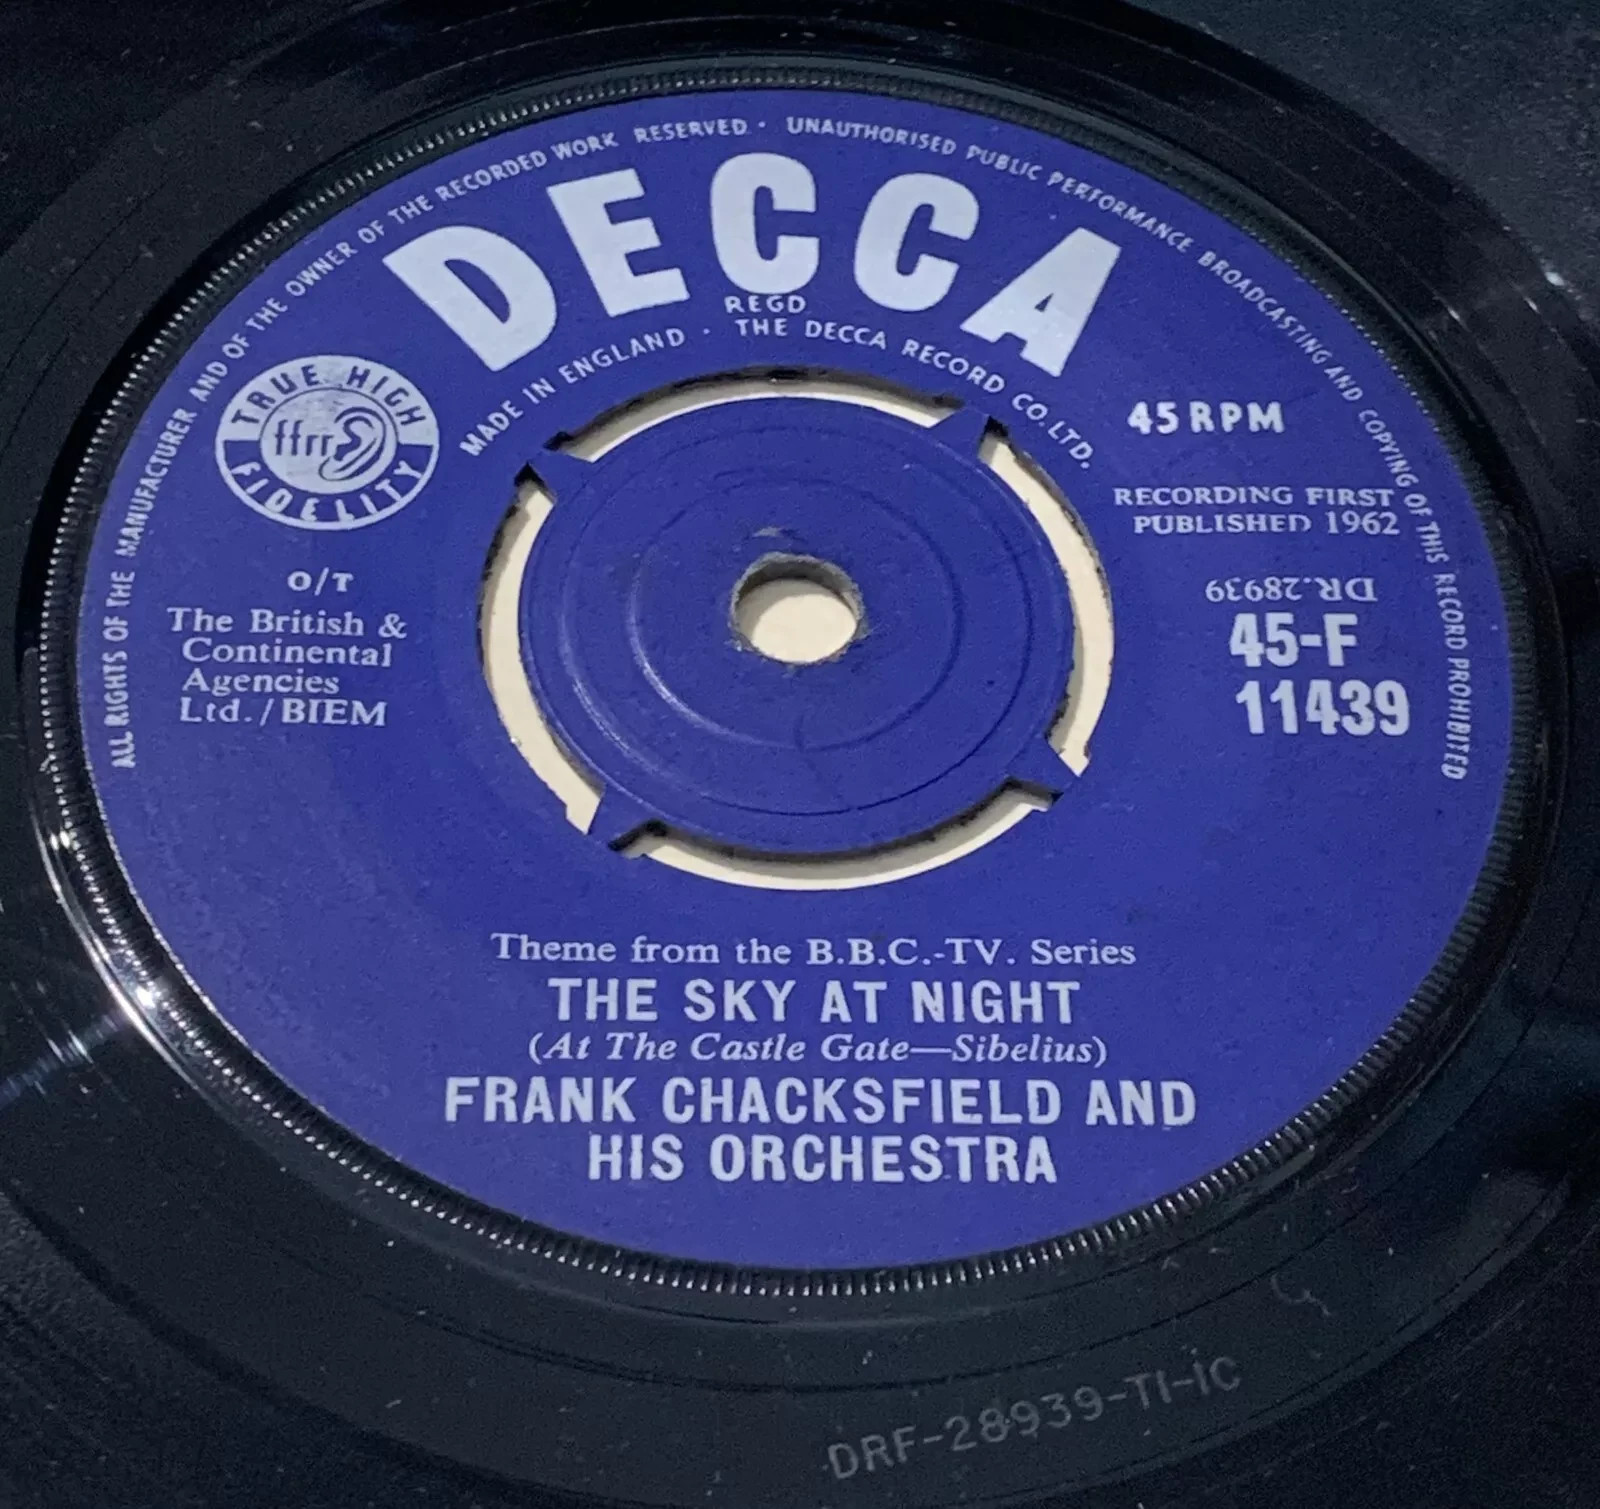 ALL RIGHTS OF THE MANUFACTURER AND OF THE OWNER OF THE RECORDED WORK RESERVED · UNAUTHORISED PUBLIC PERFORMANCE BROADCASTING AND COPYING OF THIS RECORD PROHIBITED
DECCA
REGD
MADE IN ENGLAND · THE DECCA RECORD CO. LTD.
TRUE HIGH
ffrr
FIDELITY
45 RPM
RECORDING FIRST
PUBLISHED 1962
DR.28939
45-F
11439
O/T
The British &
Continental
Agencies
Ltd./BIEM
Theme from the B.B.C.-TV. Series
THE SKY AT NIGHT
(At The Castle Gate—Sibelius)
FRANK CHACKSFIELD AND
HIS ORCHESTRA
DRF-28939-T1-1C